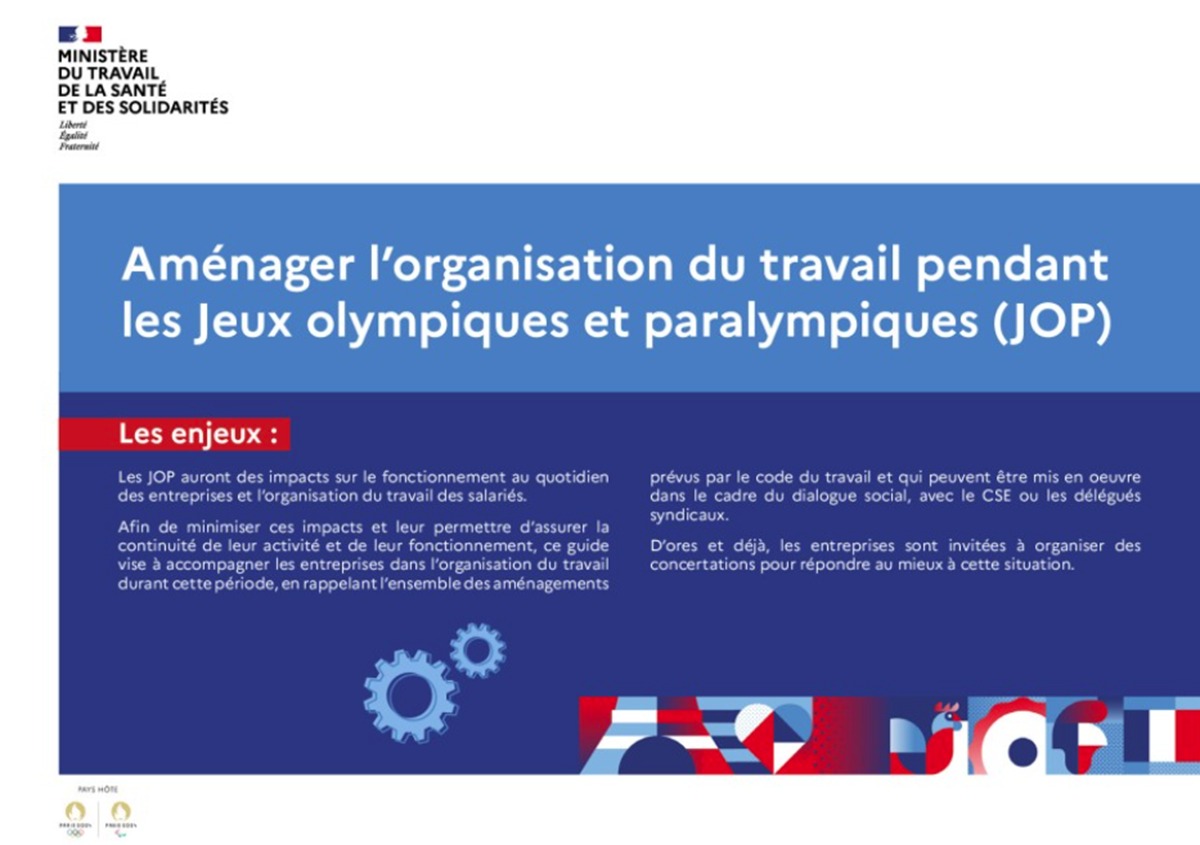 MINISTÈRE
DU TRAVAIL
DE LA SANTÉ
ET DES SOLIDARITÉS
Liberté
Égalité
Fraternité
Aménager l’organisation du travail pendant
les Jeux olympiques et paralympiques (JOP)
Les enjeux :
Les JOP auront des impacts sur le fonctionnement au quotidien
des entreprises et l’organisation du travail des salariés.
Afin de minimiser ces impacts et leur permettre d’assurer la
continuité de leur activité et de leur fonctionnement, ce guide
vise à accompagner les entreprises dans l’organisation du travail
durant cette période, en rappelant l’ensemble des aménagements
prévus par le code du travail et qui peuvent être mis en oeuvre
dans le cadre du dialogue social, avec le CSE ou les délégués
syndicaux.
D’ores et déjà, les entreprises sont invitées à organiser des
concertations pour répondre au mieux à cette situation.
PAYS HÔTE
PARIS 2024 PARIS 2024